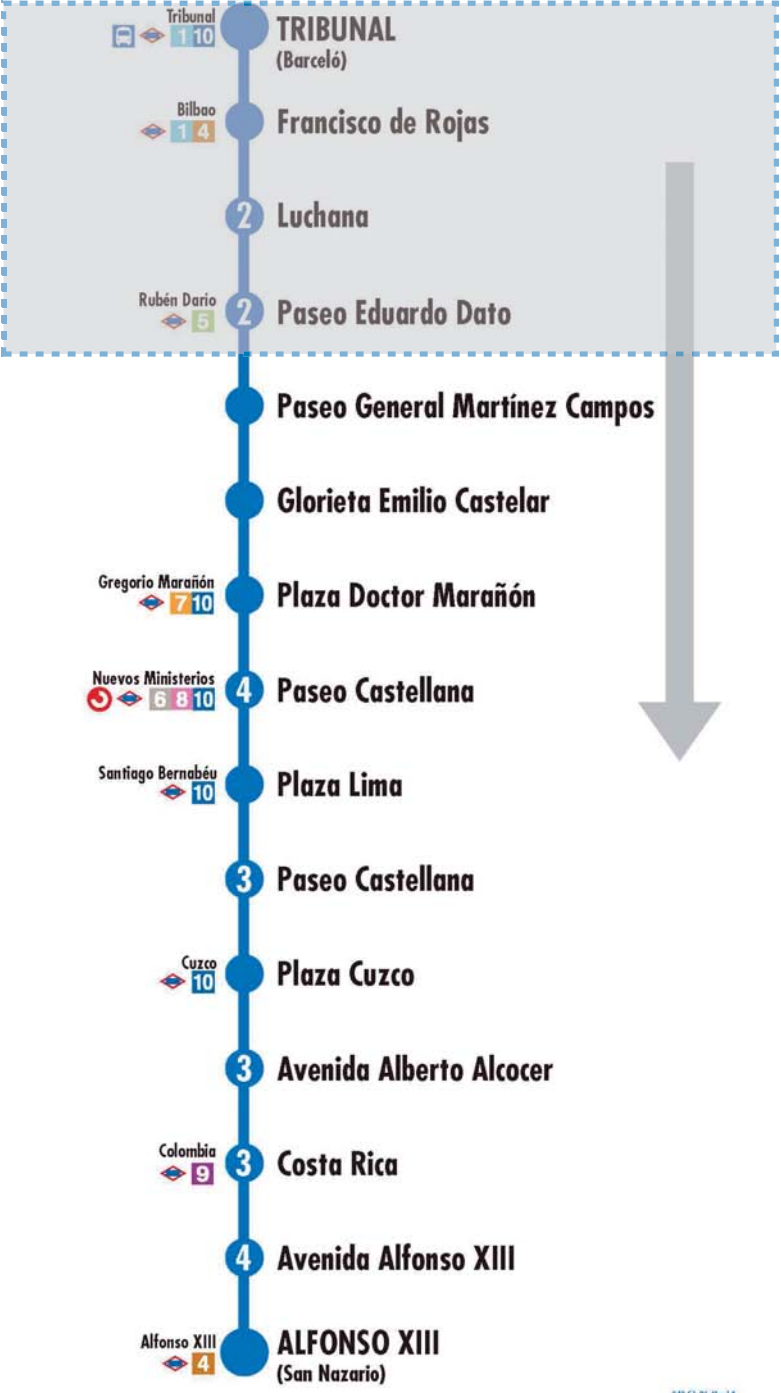 Tribunal
1 10
TRIBUNAL
(Barceló)
Bilbao
1 4
Francisco de Rojas
2
Luchana
Rubén Darío
5
2
Paseo Eduardo Dato
Paseo General Martínez Campos
Glorieta Emilio Castelar
Gregorio Marañón
7 10
Plaza Doctor Marañón
Nuevos Ministerios
6 8 10
4
Paseo Castellana
Santiago Bernabéu
10
Plaza Lima
3
Paseo Castellana
Cuzco
10
Plaza Cuzco
3
Avenida Alberto Alcocer
Colombia
9
3
Costa Rica
4
Avenida Alfonso XIII
Alfonso XIII
4
ALFONSO XIII
(San Nazario)